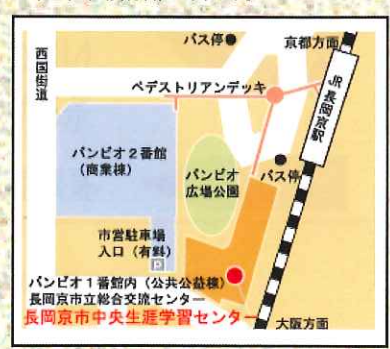 バス停
京都方面
西国街道
ペデストリアンデッキ
JR長岡京駅
バンビオ2番館
(商業棟)
バンビオ
広場公園
バス停
市営駐車場
入口(有料)
P
バンビオ1番館内(公共公益棟)
長岡京市立総合交流センター
長岡京市中央生涯学習センター
大阪方面